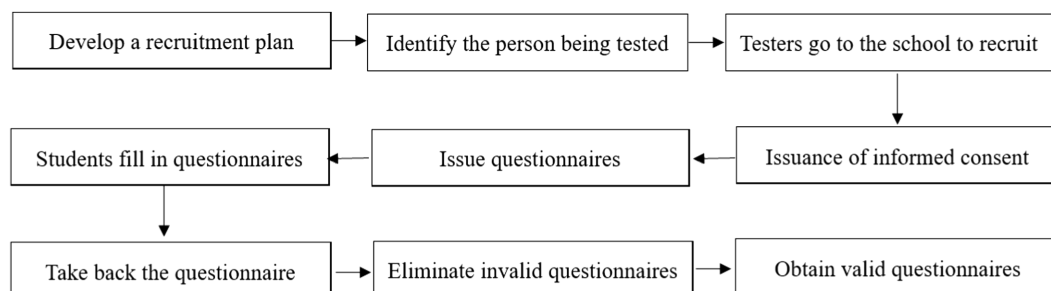 Develop a recruitment plan
Identify the person being tested
Testers go to the school to recruit
Issuance of informed consent
Issue questionnaires
Students fill in questionnaires
Take back the questionnaire
Eliminate invalid questionnaires
Obtain valid questionnaires